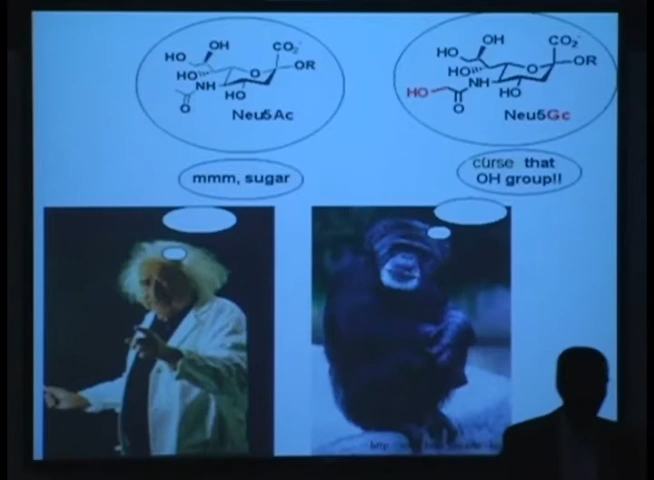 OH
CO2-
HO
HO
O
OR
NH
HO
O
Neu5Ac
OH
CO2-
HO
HO
O
OR
HO
NH
HO
O
Neu5Gc
mmm, sugar
curse that
OH group!!